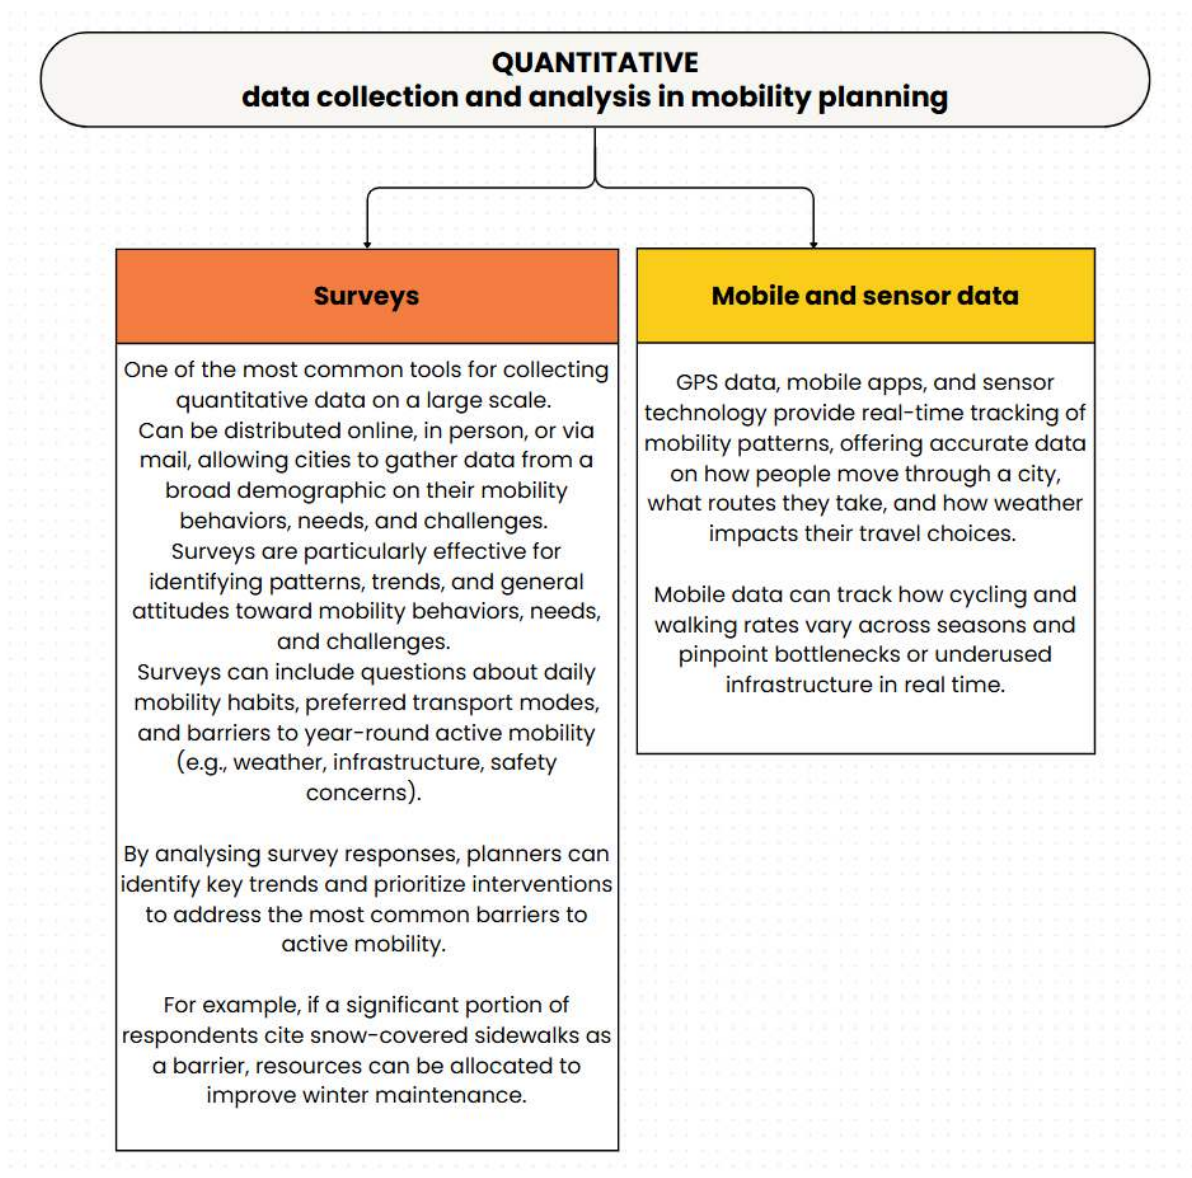 QUANTITATIVE
data collection and analysis in mobility planning
Surveys
One of the most common tools for collecting
quantitative data on a large scale.
Can be distributed online, in person, or via
mail, allowing cities to gather data from a
broad demographic on their mobility
behaviors, needs, and challenges.
Surveys are particularly effective for
identifying patterns, trends, and general
attitudes toward mobility behaviors, needs,
and challenges.
Surveys can include questions about daily
mobility habits, preferred transport modes,
and barriers to year-round active mobility
(e.g., weather, infrastructure, safety
concerns).
By analysing survey responses, planners can
identify key trends and prioritize interventions
to address the most common barriers to
active mobility.
For example, if a significant portion of
respondents cite snow-covered sidewalks as
a barrier, resources can be allocated to
improve winter maintenance.
Mobile and sensor data
GPS data, mobile apps, and sensor
technology provide real-time tracking of
mobility patterns, offering accurate data
on how people move through a city,
what routes they take, and how weather
impacts their travel choices.
Mobile data can track how cycling and
walking rates vary across seasons and
pinpoint bottlenecks or underused
infrastructure in real time.